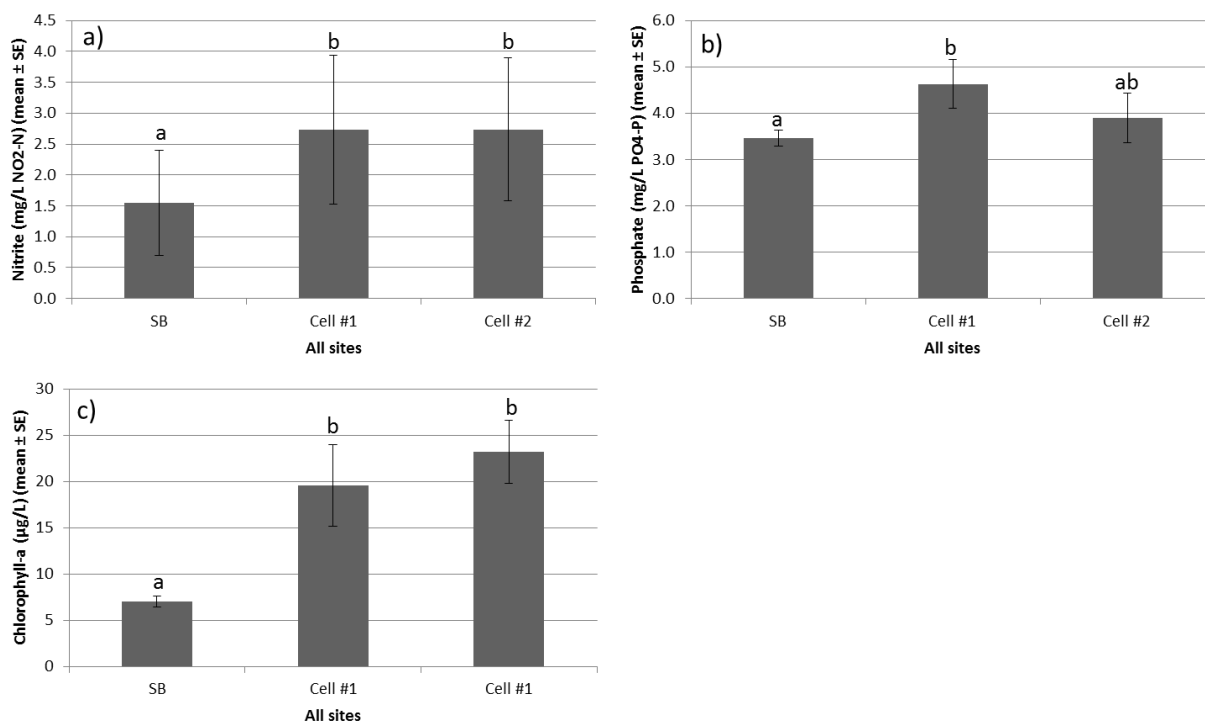 a)
Nitrite (mg/L NO2-N) (mean ± SE)
4.5
4.0
3.5
3.0
2.5
2.0
1.5
1.0
0.5
0.0
a
b
b
SB
Cell #1
Cell #2
All sites
b)
Phosphate (mg/L PO4-P) (mean ± SE)
6.0
5.0
4.0
3.0
2.0
1.0
0.0
a
b
ab
SB
Cell #1
Cell #2
All sites
c)
Chlorophyll-a (µg/L) (mean ± SE)
30
25
20
15
10
5
0
a
b
b
SB
Cell #1
Cell #1
All sites